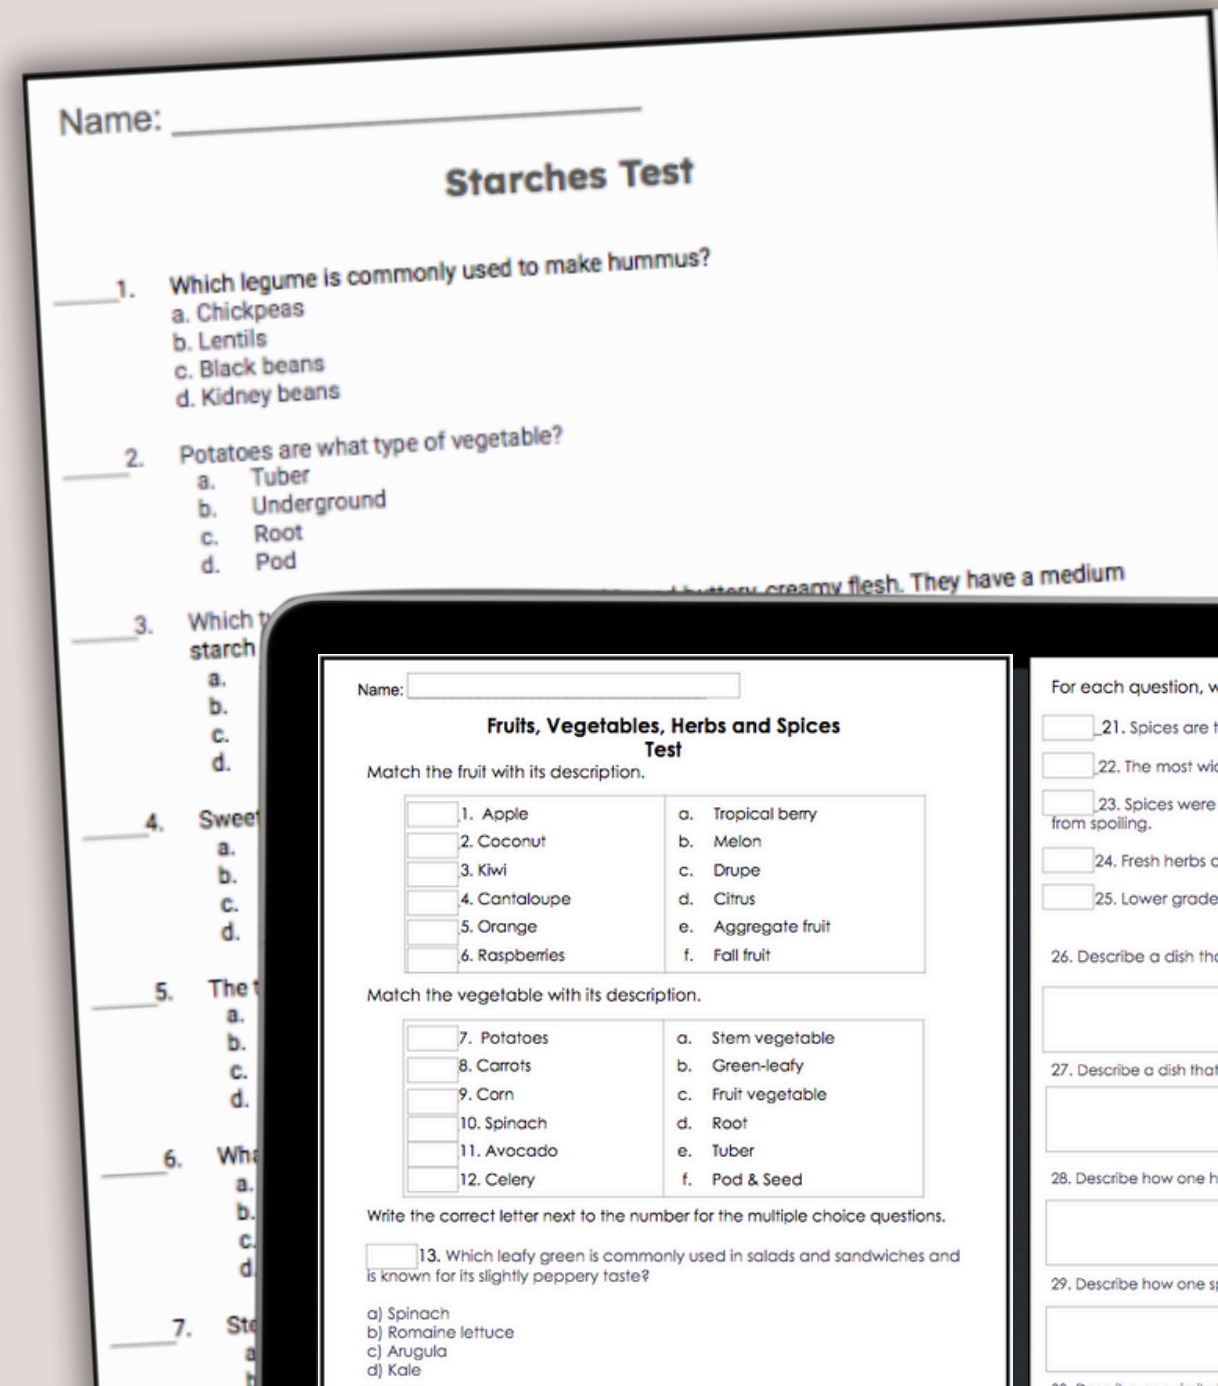 Name:
Starches Test
1. Which legume is commonly used to make hummus?
a. Chickpeas
b. Lentils
c. Black beans
d. Kidney beans
2. Potatoes are what type of vegetable?
a. Tuber
b. Underground
c. Root
d. Pod
buttery, creamy flesh. They have a medium
3. Which
starch
a.
b.
c.
d.
4. Sweet
a.
b.
c.
d.
5. The
a.
b.
c.
d.
6.
a.
b.
c.
d.
7.
Name:
Fruits, Vegetables, Herbs and Spices
Test
Match the fruit with its description.
1. Apple a. Tropical berry
2. Coconut b. Melon
3. Kiwi c. Drupe
4. Cantaloupe d. Citrus
5. Orange e. Aggregate fruit
6. Raspberries f. Fall fruit
Match the vegetable with its description.
7. Potatoes a. Stem vegetable
8. Carrots b. Green-leafy
9. Corn c. Fruit vegetable
10. Spinach d. Root
11. Avocado e. Tuber
12. Celery f. Pod & Seed
Write the correct letter next to the number for the multiple choice questions.
13. Which leafy green is commonly used in salads and sandwiches and
is known for its slightly peppery taste?
a) Spinach
b) Romaine lettuce
c) Arugula
d) Kale
For each question,
21. Spices are
22. The most
23. Spices were
from spoiling.
24. Fresh herbs
25. Lower grade
26. Describe a dish
27. Describe a dish that
28. Describe how one
29. Describe how one